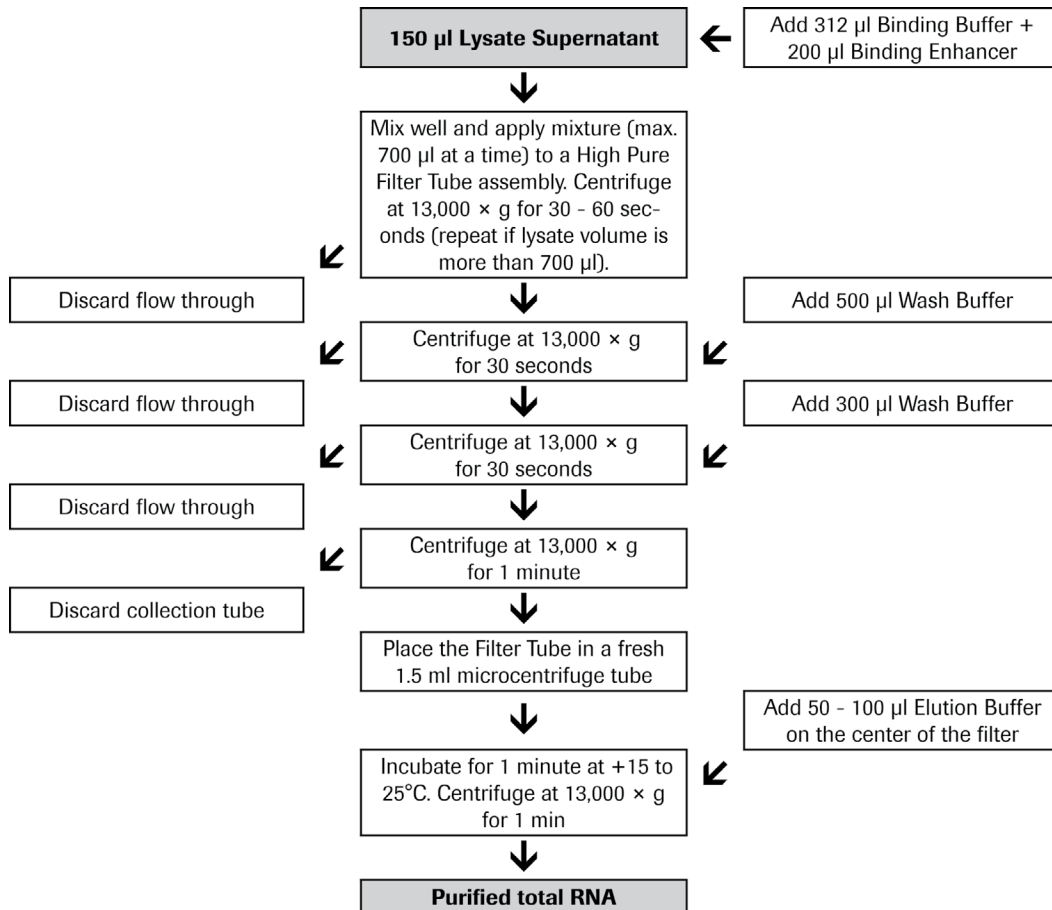 150 µl Lysate Supernatant
Add 312 µl Binding Buffer +
200 µl Binding Enhancer
Mix well and apply mixture (max.
700 µl at a time) to a High Pure
Filter Tube assembly. Centrifuge
at 13,000 × g for 30 - 60 sec-
onds (repeat if lysate volume is
more than 700 µl).
Discard flow through
Add 500 µl Wash Buffer
Centrifuge at 13,000 × g
for 30 seconds
Discard flow through
Add 300 µl Wash Buffer
Centrifuge at 13,000 × g
for 30 seconds
Discard flow through
Centrifuge at 13,000 × g
for 1 minute
Discard collection tube
Place the Filter Tube in a fresh
1.5 ml microcentrifuge tube
Add 50 - 100 µl Elution Buffer
on the center of the filter
Incubate for 1 minute at +15 to
25°C. Centrifuge at 13,000 × g
for 1 min
Purified total RNA